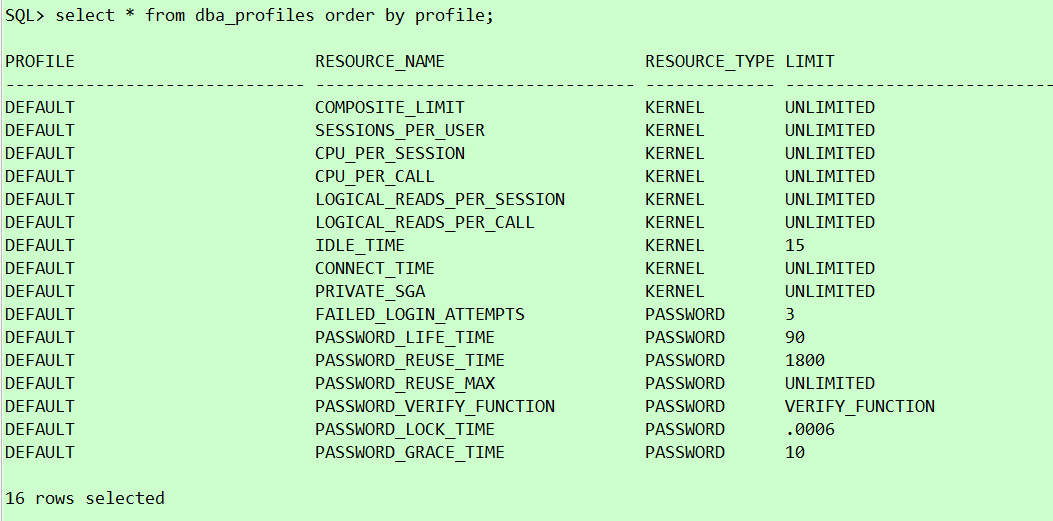 SQL> select * from dba_profiles order by profile;
PROFILE                        RESOURCE_NAME                    RESOURCE_TYPE LIMIT
------------------------------ -------------------------------- ------------- ---------------------------
DEFAULT                        COMPOSITE_LIMIT                  KERNEL        UNLIMITED
DEFAULT                        SESSIONS_PER_USER                KERNEL        UNLIMITED
DEFAULT                        CPU_PER_SESSION                  KERNEL        UNLIMITED
DEFAULT                        CPU_PER_CALL                     KERNEL        UNLIMITED
DEFAULT                        LOGICAL_READS_PER_SESSION        KERNEL        UNLIMITED
DEFAULT                        LOGICAL_READS_PER_CALL           KERNEL        UNLIMITED
DEFAULT                        IDLE_TIME                        KERNEL        15
DEFAULT                        CONNECT_TIME                     KERNEL        UNLIMITED
DEFAULT                        PRIVATE_SGA                      KERNEL        UNLIMITED
DEFAULT                        FAILED_LOGIN_ATTEMPTS            PASSWORD      3
DEFAULT                        PASSWORD_LIFE_TIME               PASSWORD      90
DEFAULT                        PASSWORD_REUSE_TIME              PASSWORD      1800
DEFAULT                        PASSWORD_REUSE_MAX               PASSWORD      UNLIMITED
DEFAULT                        PASSWORD_VERIFY_FUNCTION         PASSWORD      VERIFY_FUNCTION
DEFAULT                        PASSWORD_LOCK_TIME               PASSWORD      .0006
DEFAULT                        PASSWORD_GRACE_TIME              PASSWORD      10
16 rows selected